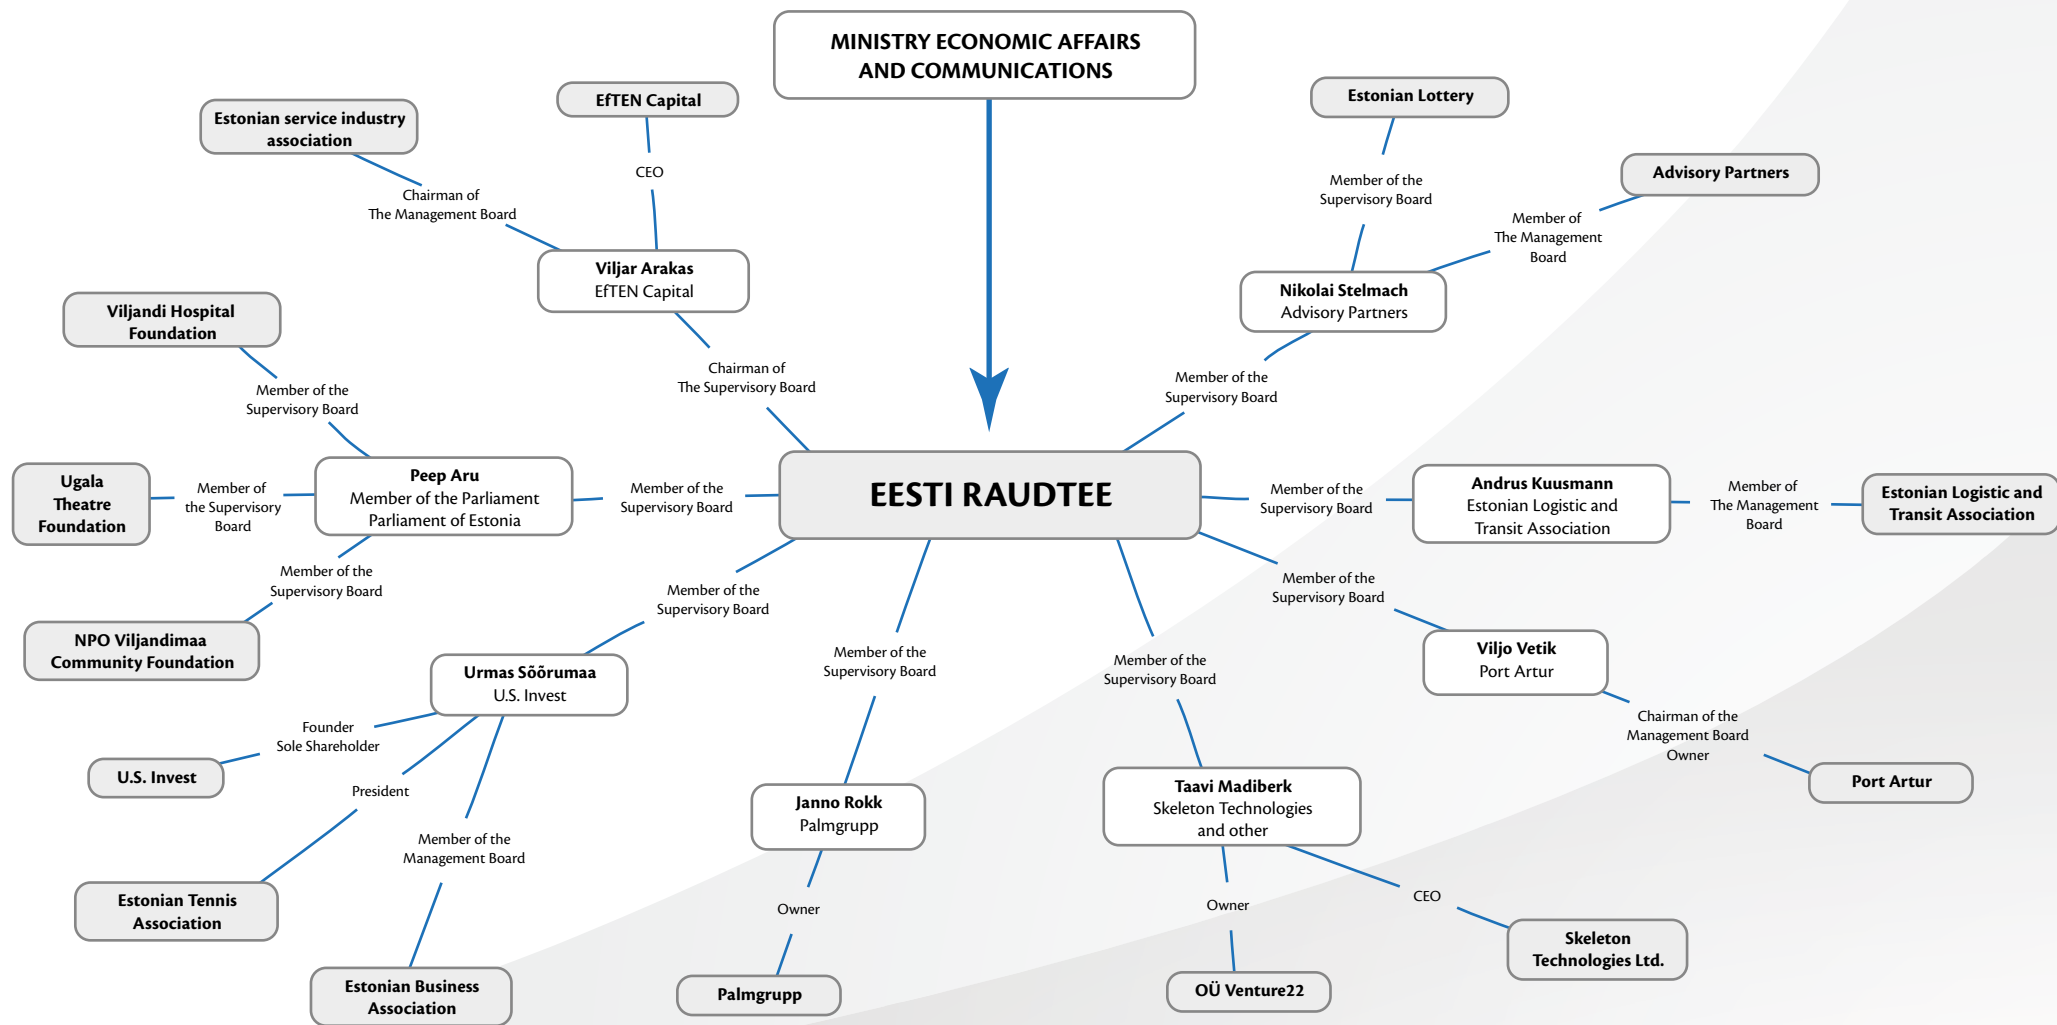 MINISTRY ECONOMIC AFFAIRS
AND COMMUNICATIONS
EfTEN Capital
Estonian Lottery
Estonian service industry
association
CEO
Advisory Partners
Chairman of
The Management Board
Member of the
Supervisory Board
Member of
The Management
Board
Viljar Arakas
EfTEN Capital
Nikolai Stelmach
Advisory Partners
Viljandi Hospital
Foundation
Chairman of
The Supervisory Board
Member of the
Supervisory Board
Member of the
Supervisory Board
Ugala
Theatre
Foundation
Member of
the Supervisory
Board
Peep Aru
Member of the Parliament
Parliament of Estonia
Member of the
Supervisory Board
EESTI RAUDTEE
Member of the
Supervisory Board
Andrus Kuusmann
Estonian Logistic and
Transit Association
Member of
The Management
Board
Estonian Logistic and
Transit Association
Member of the
Supervisory Board
Member of the
Supervisory Board
Member of the
Supervisory Board
NPO Viljandimaa
Community Foundation
Urmas Sõõrumaa
U.S. Invest
Member of the
Supervisory Board
Member of the
Supervisory Board
Viljo Vetik
Port Artur
Founder
Sole Shareholder
Chairman of the
Management Board
Owner
U.S. Invest
President
Janno Rokk
Palmgrupp
Taavi Madiberk
Skeleton Technologies
and other
Port Artur
Member of the
Management Board
Estonian Tennis
Association
Owner
Owner
CEO
Skeleton
Technologies Ltd.
Estonian Business
Association
Palmgrupp
OÜ Venture22